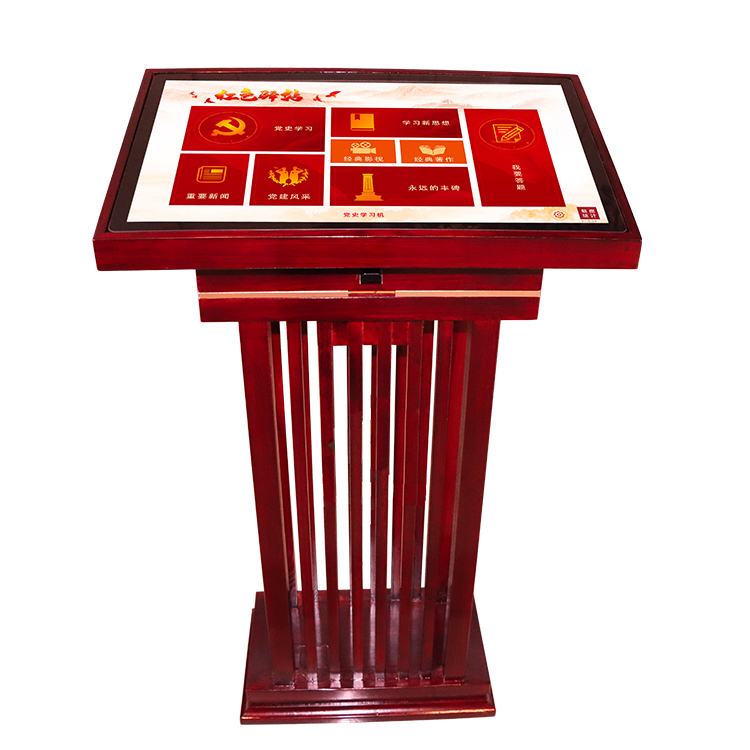 红色驿站
党史学习
学习新思想
经典影视
经典著作
我要答题
重要新闻
党建风采
永远的丰碑
党史学习机